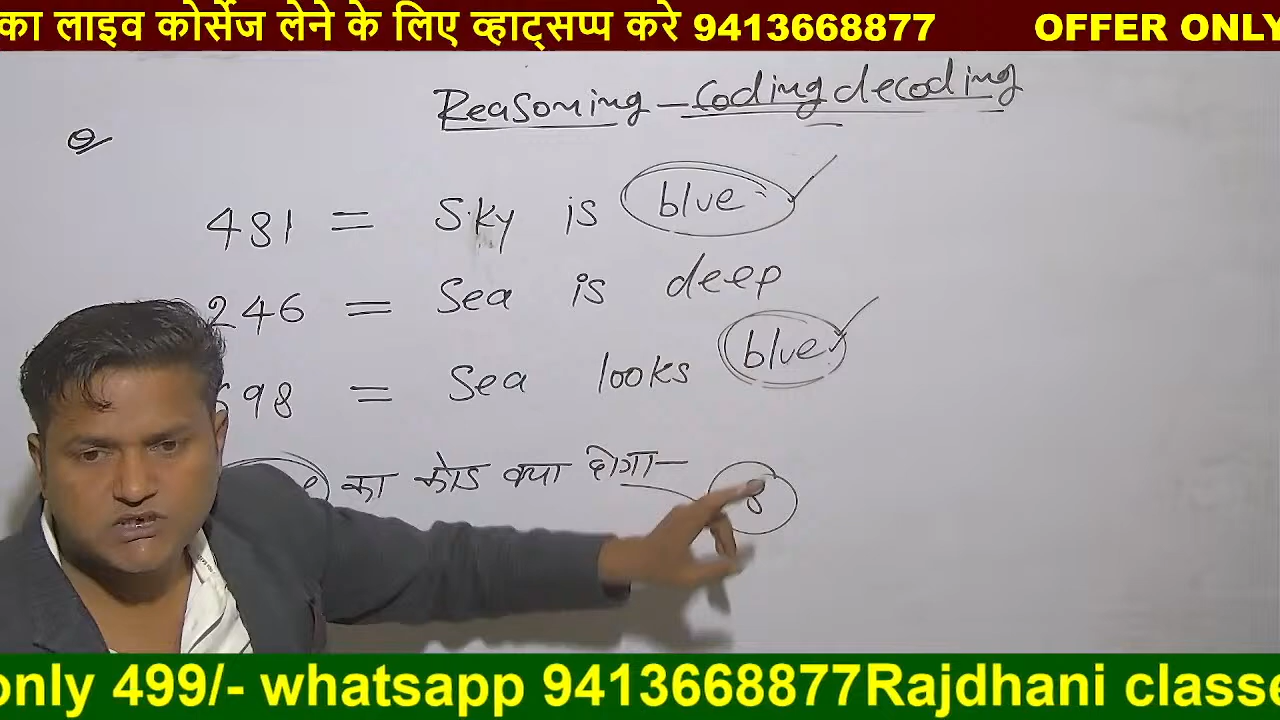 का लाइव कोर्सेज लेने के लिए व्हाट्सप्प करे 9413668877 OFFER ONLY
Reasoning - Coding decoding
Q
481 = Sky is blue
246 = Sea is deep
98 = Sea looks blue
का कोड क्या होगा— 8
only 499/- whatsapp 9413668877Rajdhani classe